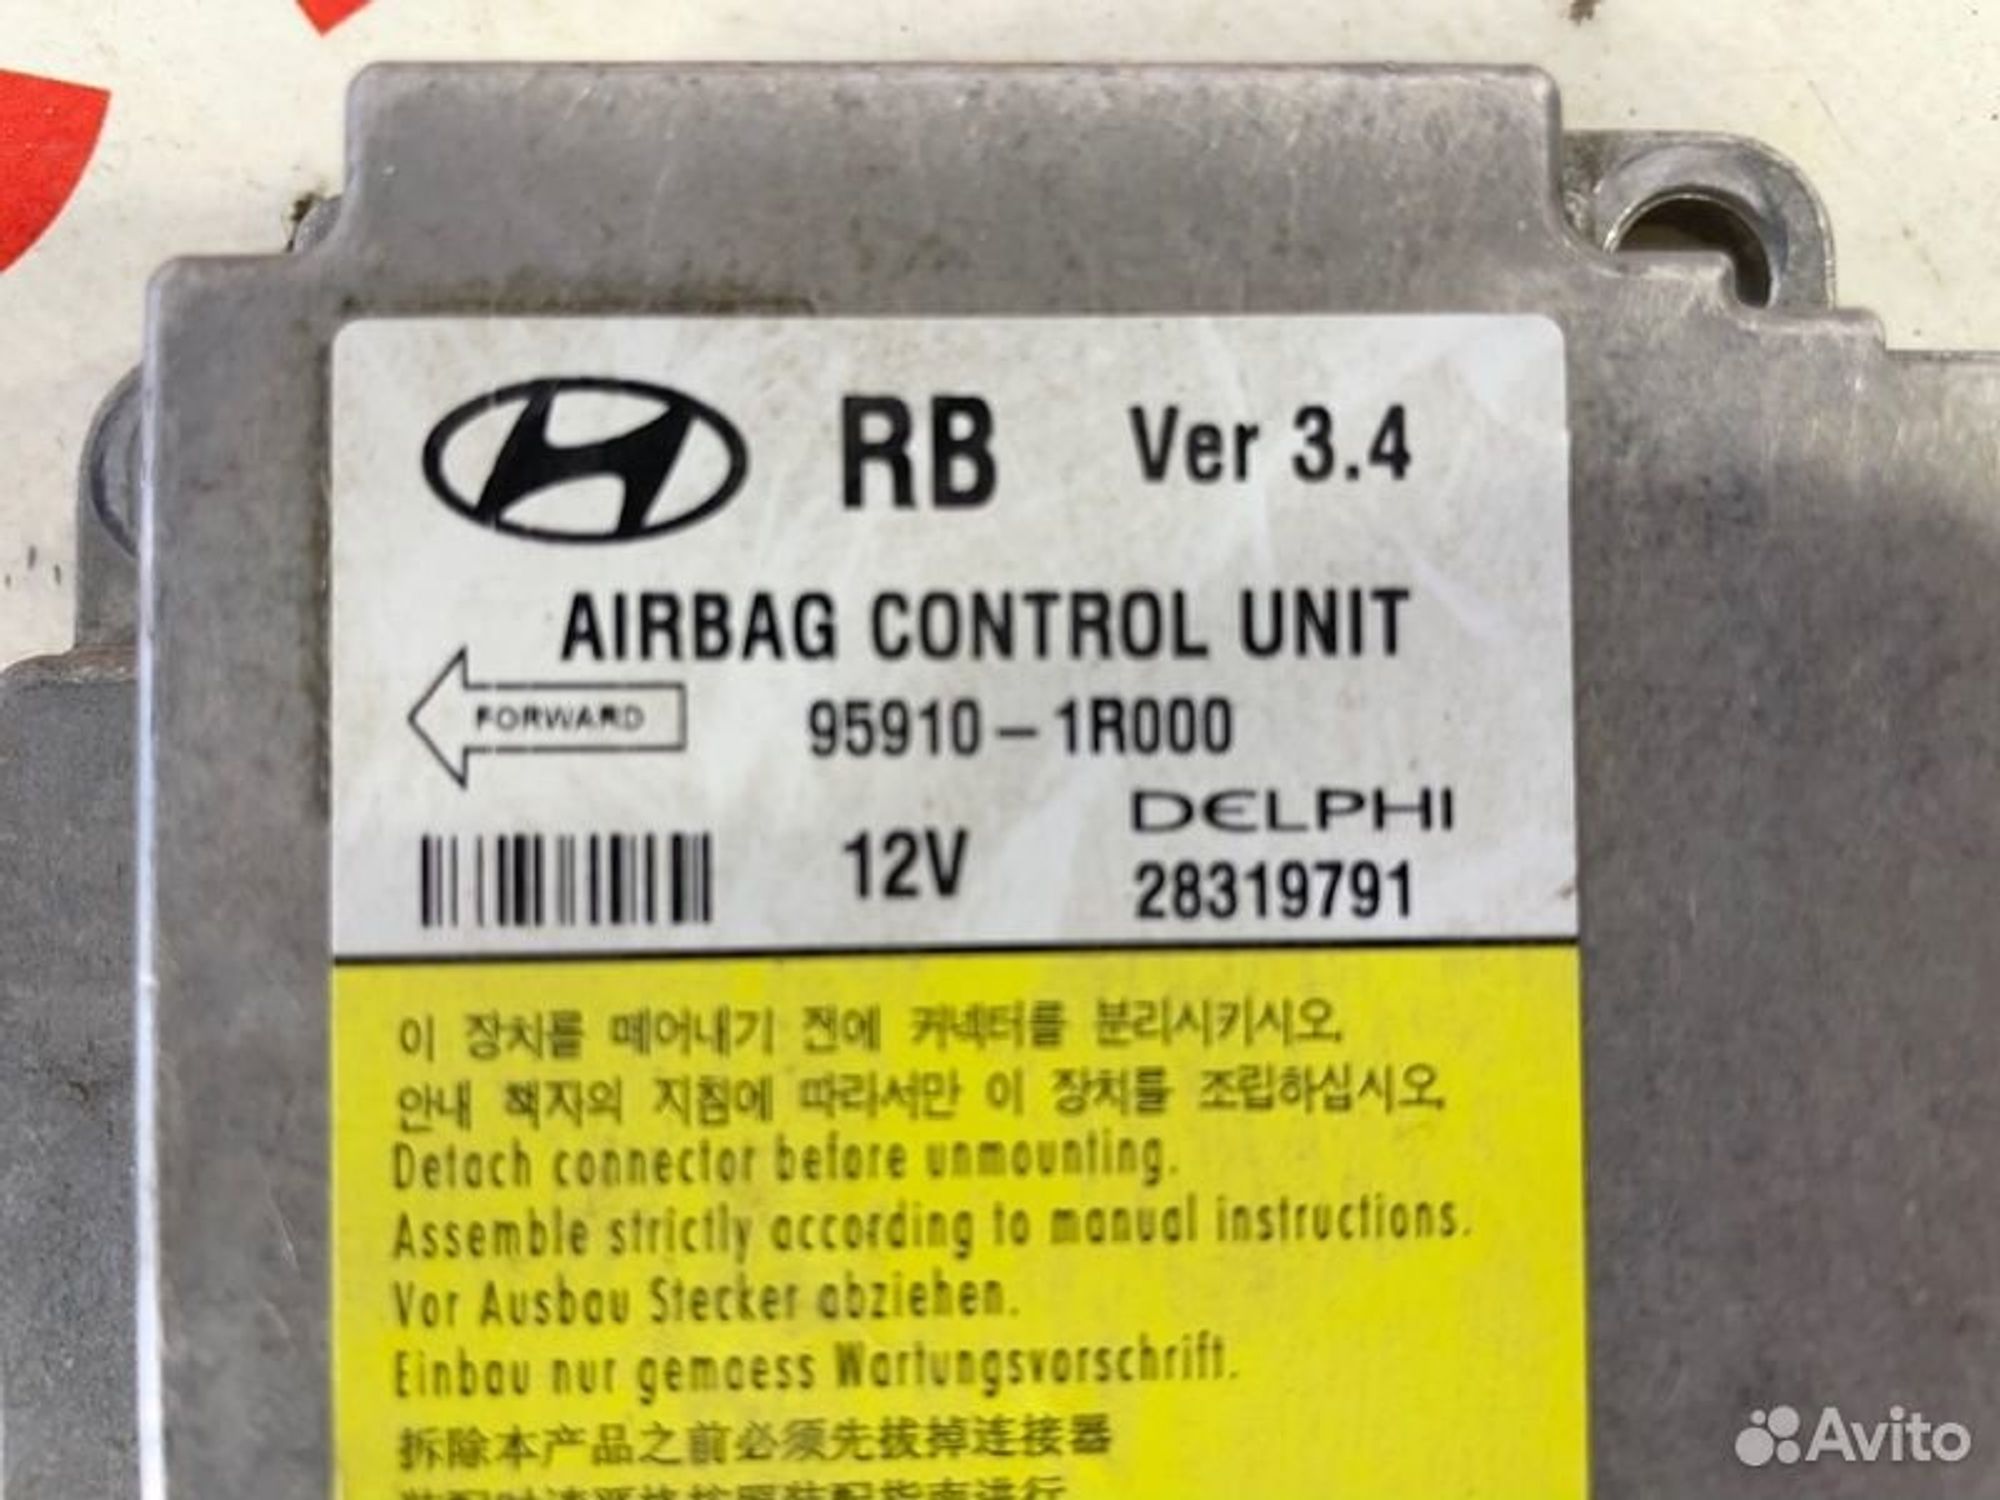 RB Ver 3.4
AIRBAG CONTROL UNIT
FORWARD
95910-1R000
DELPHI
12V
28319791
이 장치를 떼어내기 전에 커넥터를 분리시키시오.
안내 책자의 지침에 따라서만 이 장치를 조립하십시오.
Detach connector before unmounting.
Assemble strictly according to manual instructions.
Vor Ausbau Stecker abziehen.
Einbau nur gemaess Wartungsvorschrift.
拆除本产品之前必须先拔掉连接器
Avito